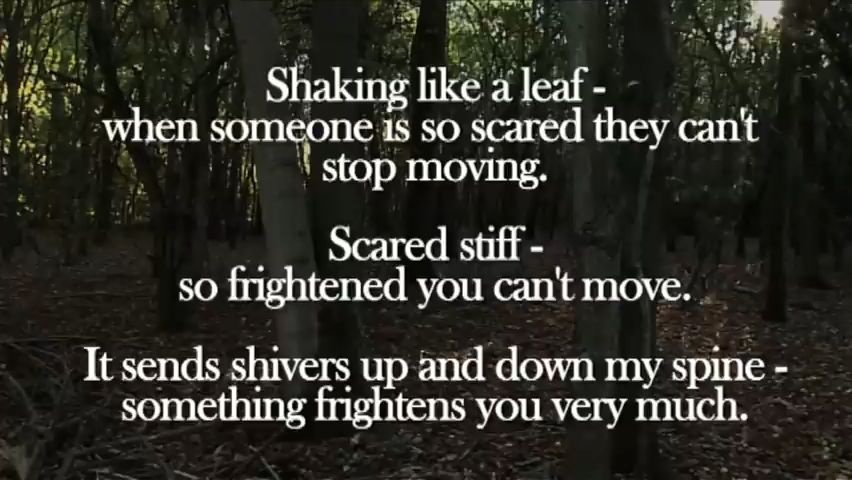 Shaking like a leaf -
when someone is so scared they can't
stop moving.
Scared stiff -
so frightened you can't move.
It sends shivers up and down my spine -
something frightens you very much.